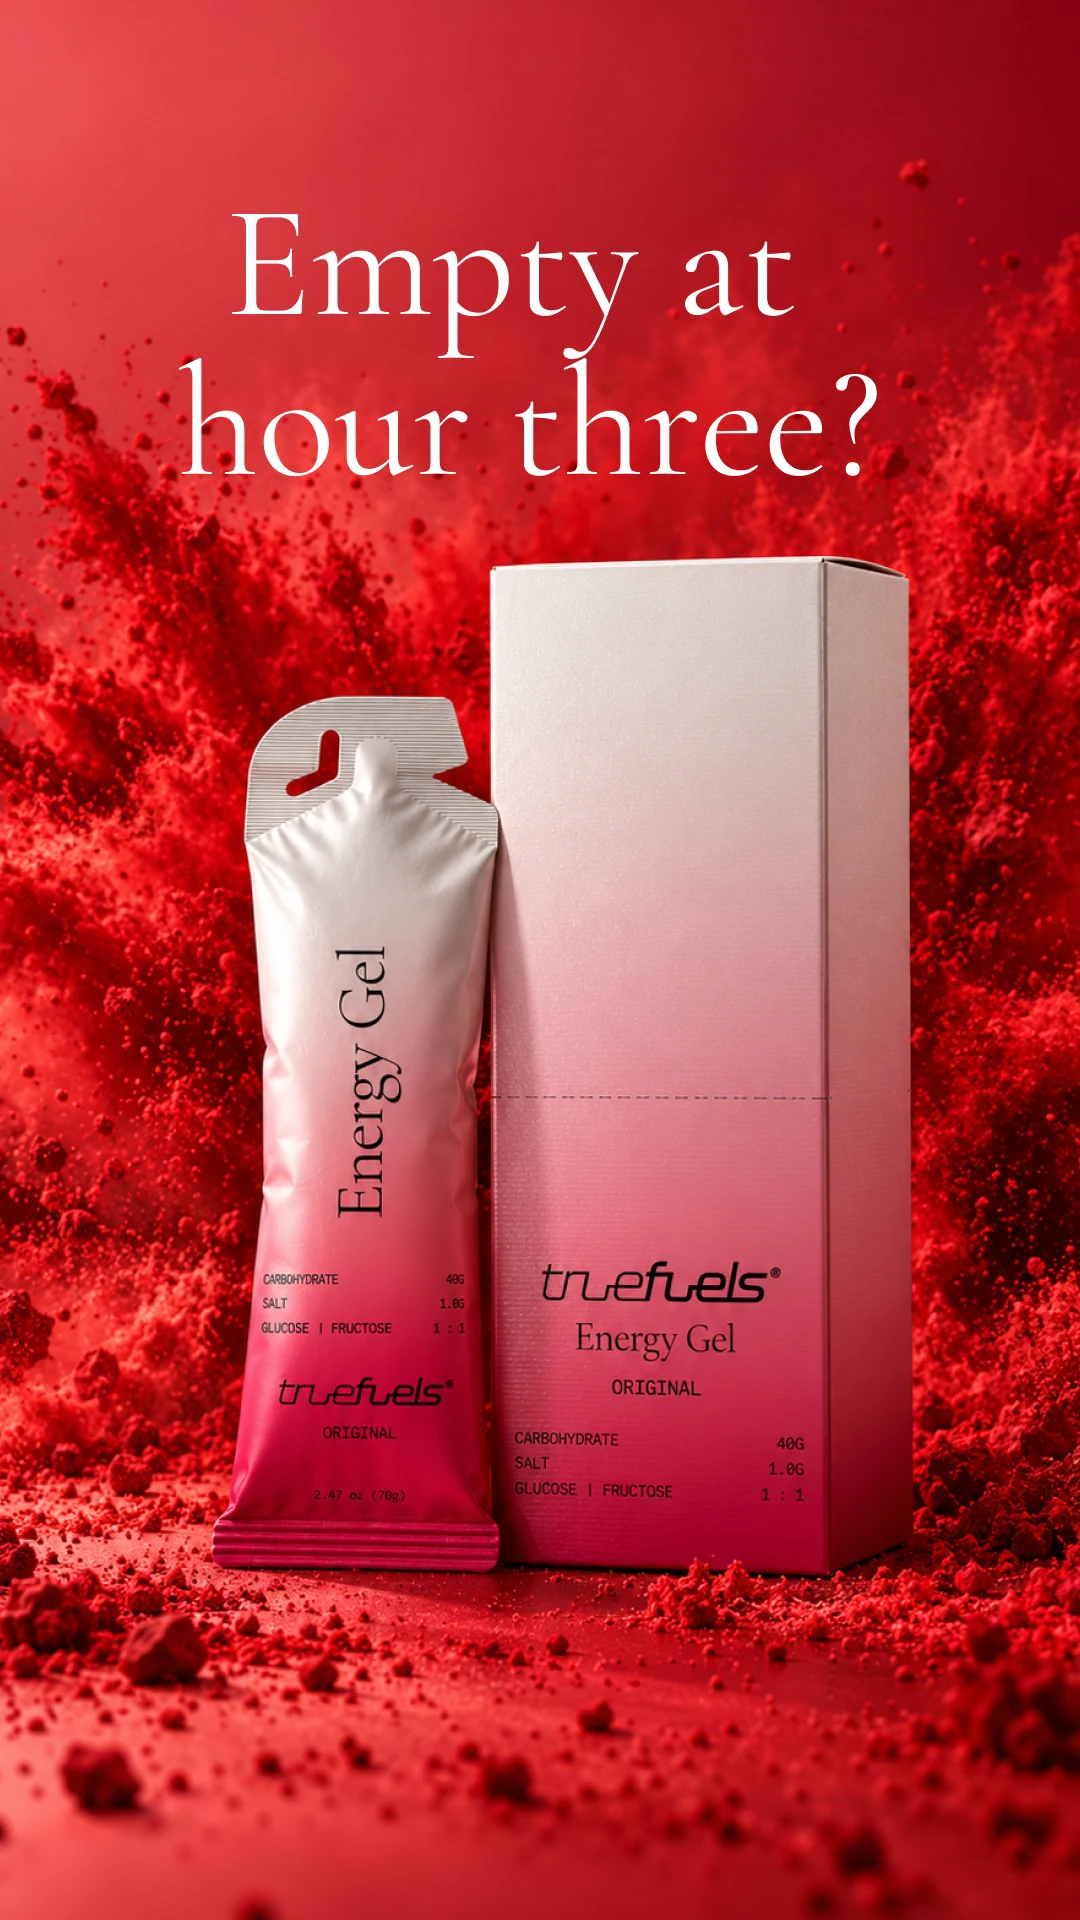 Empty at
hour three?
Energy Gel
CARBOHYDRATE 40G
SALT 1.0G
GLUCOSE | FRUCTOSE 1 : 1
truefuels®
ORIGINAL
2.47 oz (70g)
truefuels®
Energy Gel
ORIGINAL
CARBOHYDRATE 40G
SALT 1.0G
GLUCOSE | FRUCTOSE 1 : 1